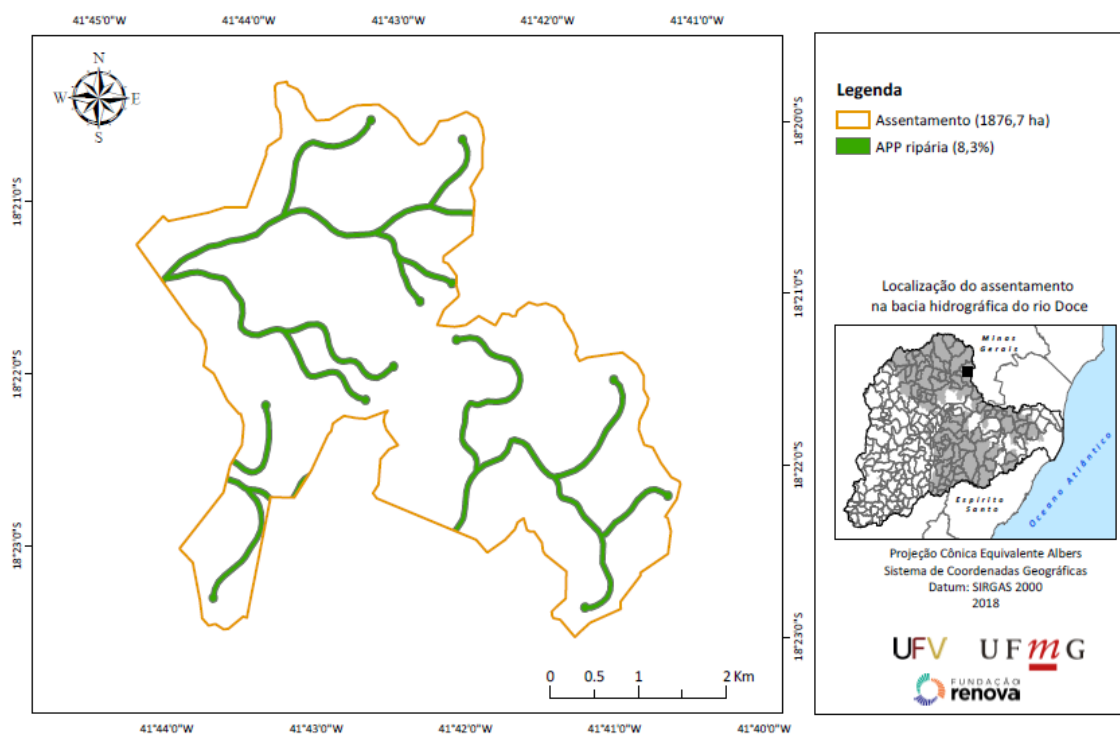 41°45'0"W 41°44'0"W 41°43'0"W 41°42'0"W 41°41'0"W
N
W E
S
18°20'0"S
18°21'0"S
18°21'0"S
18°22'0"S
18°22'0"S
18°23'0"S
18°23'0"S
0 0.5 1 2 Km
41°44'0"W 41°43'0"W 41°42'0"W 41°41'0"W 41°40'0"W
Legenda
Assentamento (1876,7 ha)
APP ripária (8,3%)
Localização do assentamento
na bacia hidrográfica do rio Doce
Minas
Gerais
Espírito
Santo
Oceano Atlântico
Projeção Cônica Equivalente Albers
Sistema de Coordenadas Geográficas
Datum: SIRGAS 2000
2018
UFV UFmG
FUNDAÇÃO
renova